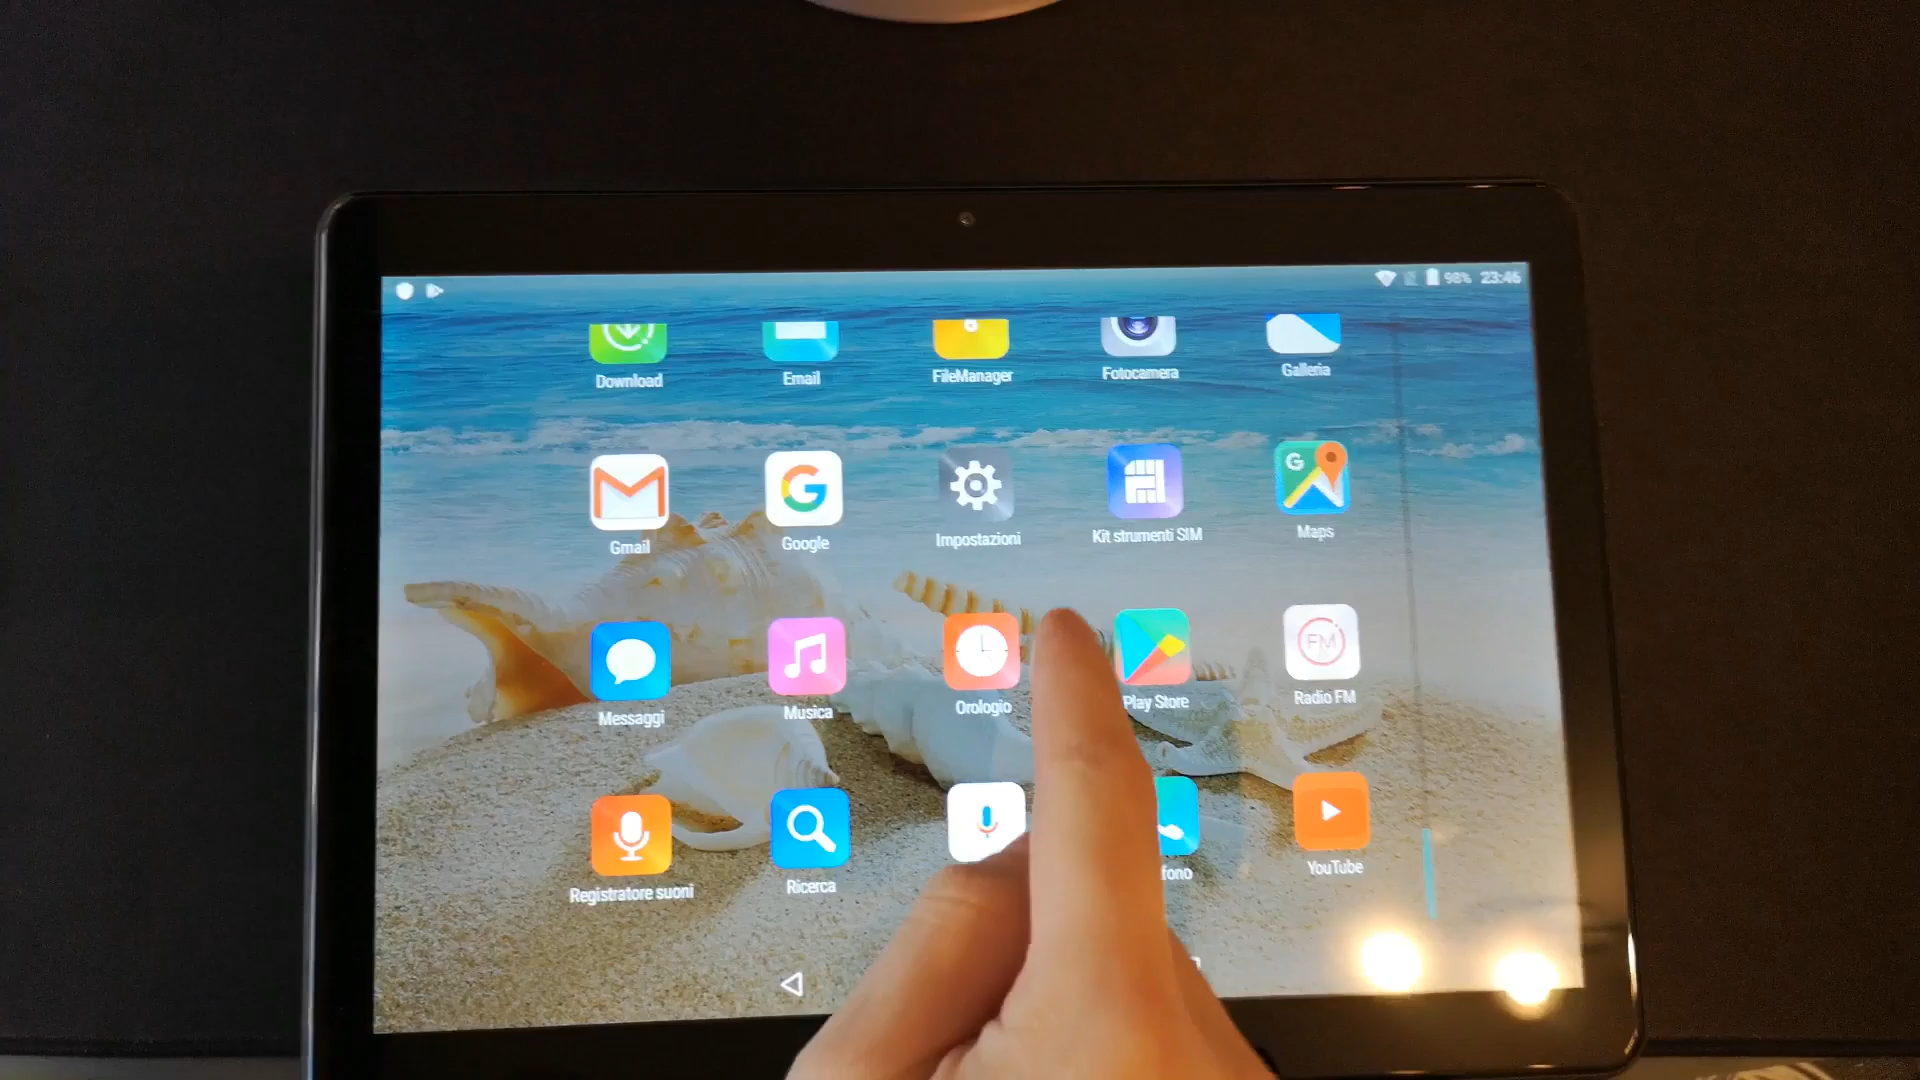 98% 23:46
Download Email FileManager Fotocamera Galleria
Gmail Google Impostazioni Kit strumenti SIM Maps
G
Messaggi Musica Orologio Play Store Radio FM
FM
Registratore suoni Ricerca fono YouTube